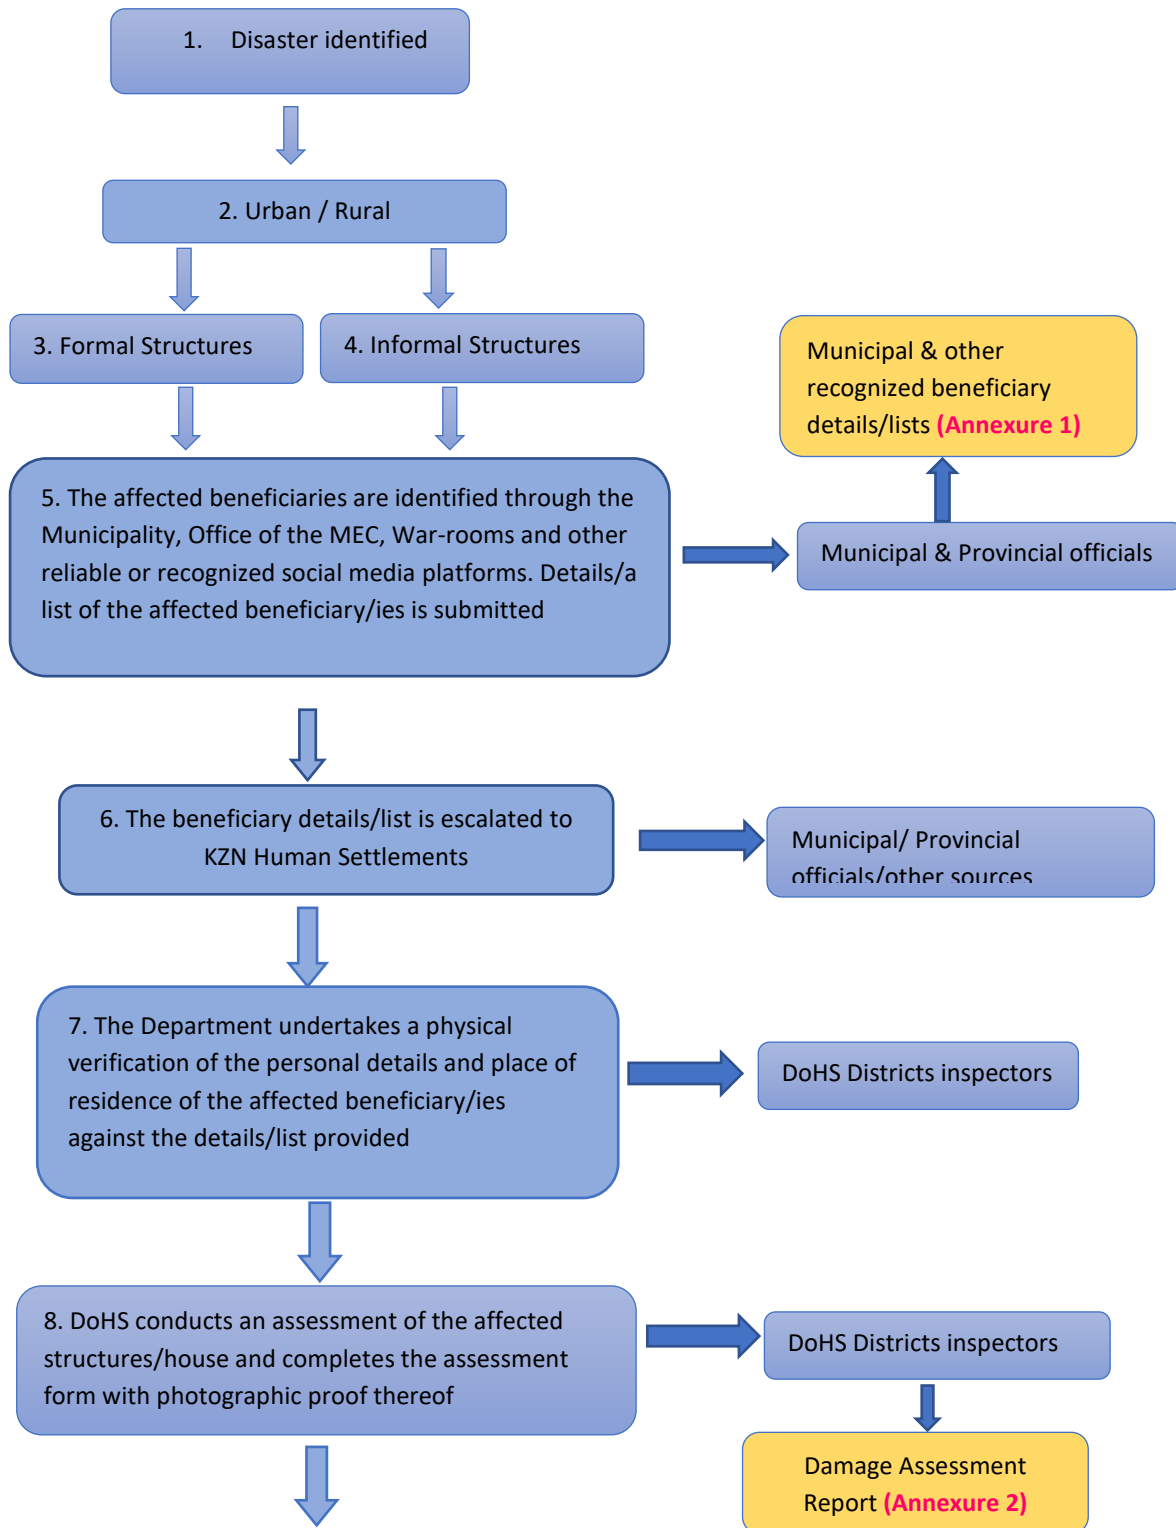 1. Disaster identified
2. Urban / Rural
3. Formal Structures
4. Informal Structures
Municipal & other
recognized beneficiary
details/lists (Annexure 1)
5. The affected beneficiaries are identified through the
Municipality, Office of the MEC, War-rooms and other
reliable or recognized social media platforms. Details/a
list of the affected beneficiary/ies is submitted
Municipal & Provincial officials
6. The beneficiary details/list is escalated to
KZN Human Settlements
Municipal/ Provincial
officials/other sources
7. The Department undertakes a physical
verification of the personal details and place of
residence of the affected beneficiary/ies
against the details/list provided
DoHS Districts inspectors
8. DoHS conducts an assessment of the affected
structures/house and completes the assessment
form with photographic proof thereof
DoHS Districts inspectors
Damage Assessment
Report (Annexure 2)